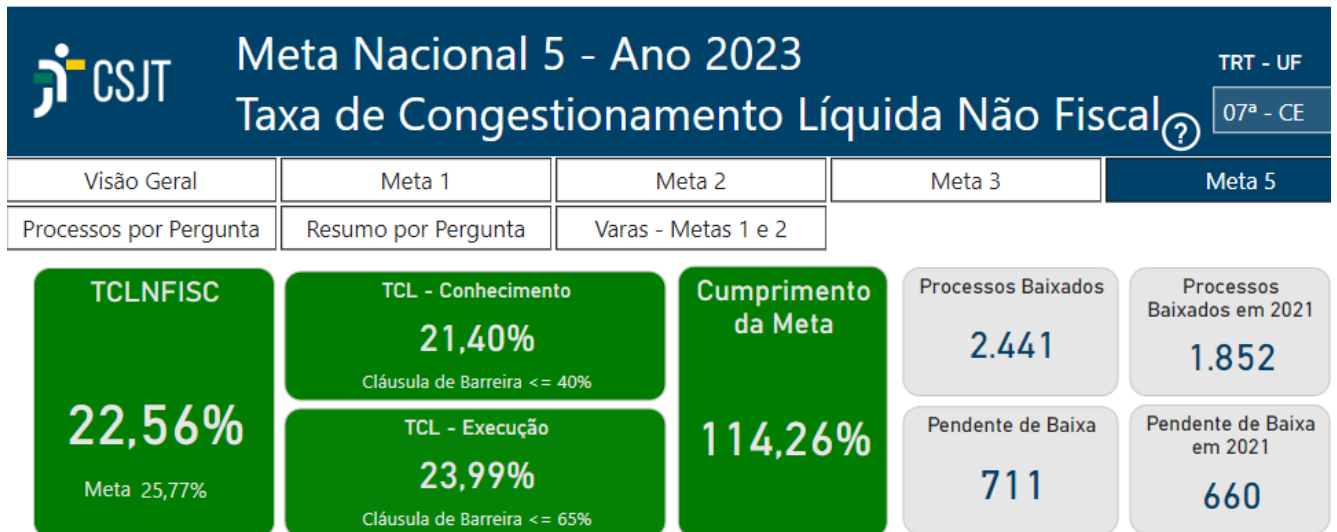 CSJT
Meta Nacional 5 - Ano 2023
Taxa de Congestionamento Líquida Não Fiscal
?
TRT - UF
07ª - CE
Visão Geral
Meta 1
Meta 2
Meta 3
Meta 5
Processos por Pergunta
Resumo por Pergunta
Varas - Metas 1 e 2
TCLNFISC
22,56%
Meta 25,77%
TCL - Conhecimento
21,40%
Cláusula de Barreira <= 40%
TCL - Execução
23,99%
Cláusula de Barreira <= 65%
Cumprimento
da Meta
114,26%
Processos Baixados
2.441
Processos
Baixados em 2021
1.852
Pendente de Baixa
711
Pendente de Baixa
em 2021
660